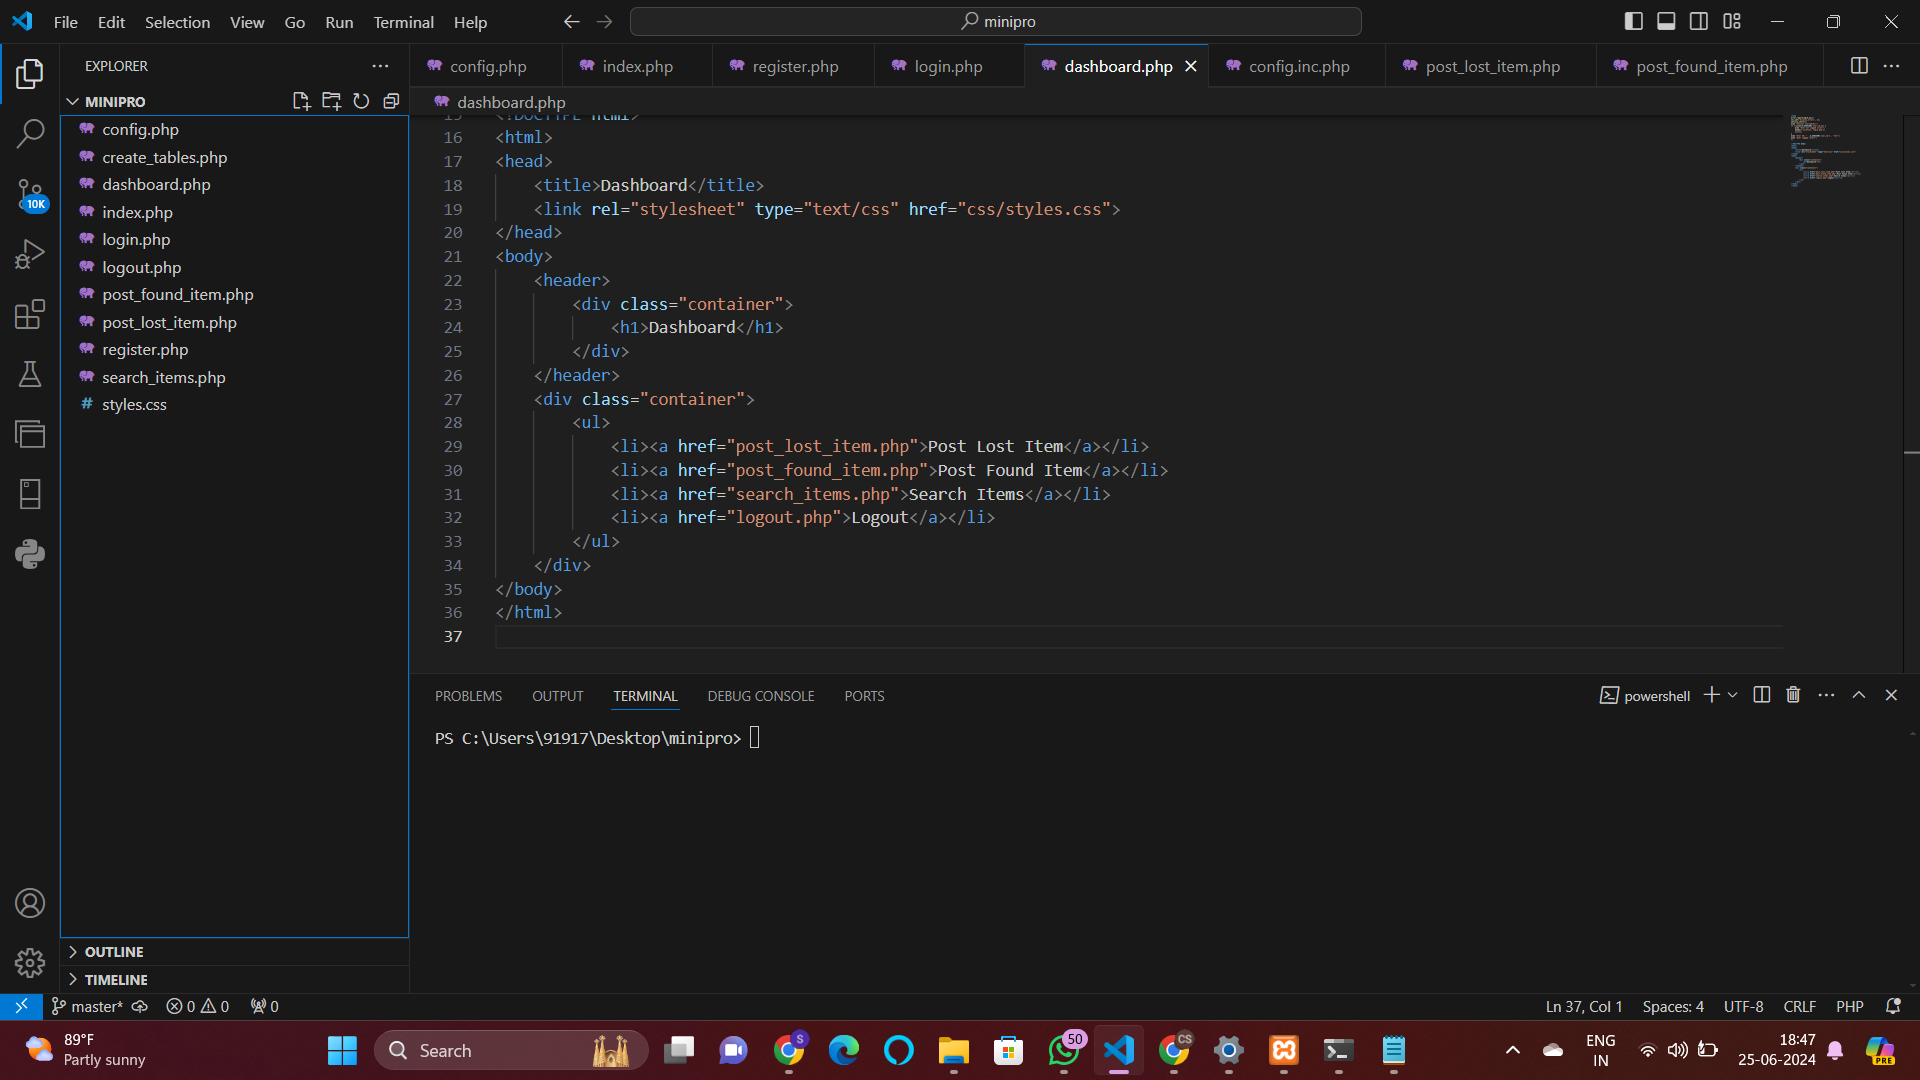 File Edit Selection View Go Run Terminal Help
minipro
EXPLORER
config.php
index.php
register.php
login.php
dashboard.php
config.inc.php
post_lost_item.php
post_found_item.php
MINIPRO
dashboard.php
config.php
create_tables.php
dashboard.php
index.php
login.php
logout.php
post_found_item.php
post_lost_item.php
register.php
search_items.php
# styles.css
10K
15 <!DOCTYPE html>
16 <html>
17 <head>
18 <title>Dashboard</title>
19 <link rel="stylesheet" type="text/css" href="css/styles.css">
20 </head>
21 <body>
22 <header>
23 <div class="container">
24 <h1>Dashboard</h1>
25 </div>
26 </header>
27 <div class="container">
28 <ul>
29 <li><a href="post_lost_item.php">Post Lost Item</a></li>
30 <li><a href="post_found_item.php">Post Found Item</a></li>
31 <li><a href="search_items.php">Search Items</a></li>
32 <li><a href="logout.php">Logout</a></li>
33 </ul>
34 </div>
35 </body>
36 </html>
37
PROBLEMS OUTPUT TERMINAL DEBUG CONSOLE PORTS
powershell
PS C:\Users\91917\Desktop\minipro>
OUTLINE
TIMELINE
master* 0 0 0
Ln 37, Col 1 Spaces: 4 UTF-8 CRLF PHP
89°F
Partly sunny
Search
S
50
CS
ENG
IN
18:47
25-06-2024
PRE